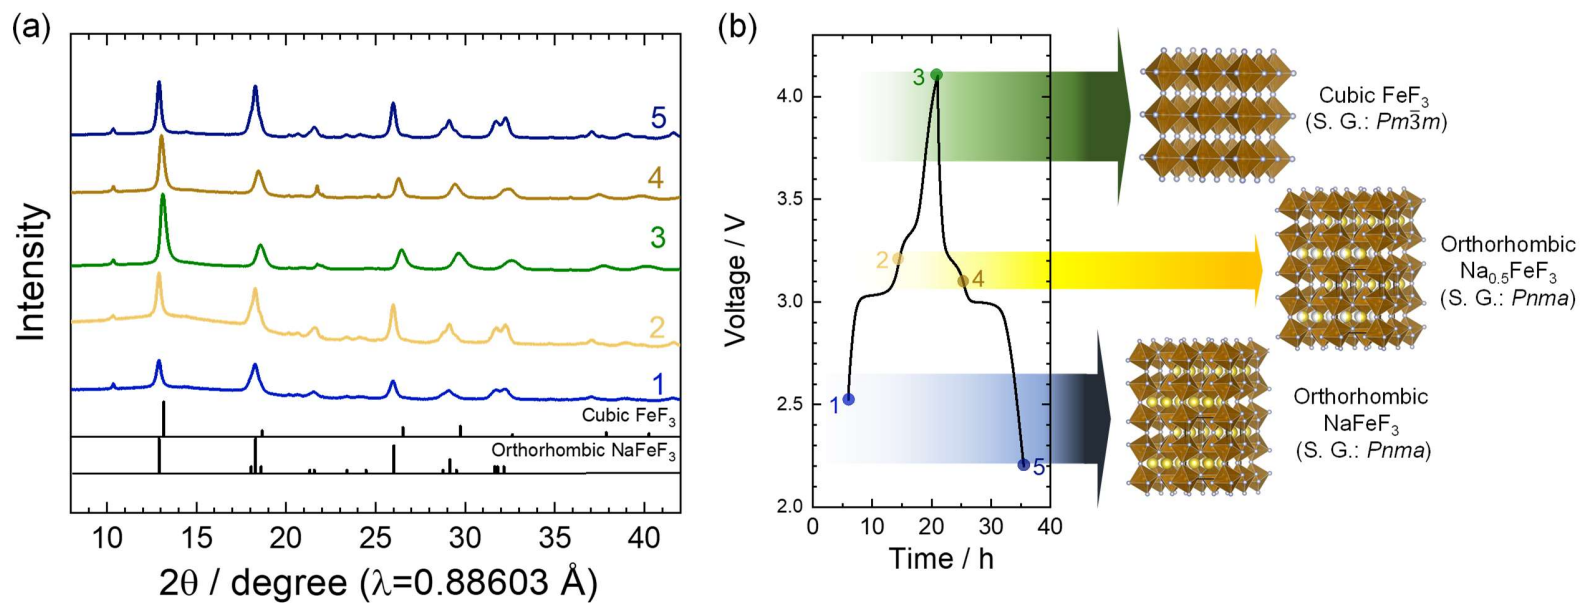 (a)
Intensity
5
4
3
2
1
Cubic FeF3
Orthorhombic NaFeF3
10 15 20 25 30 35 40
2θ / degree (λ=0.88603 Å)
(b)
Voltage / V
4.0
3.5
3.0
2.5
2.0
3
2
4
1
5
0 10 20 30 40
Time / h
Cubic FeF3
(S. G.: Pm3̅m)
Orthorhombic
Na0.5FeF3
(S. G.: Pnma)
Orthorhombic
NaFeF3
(S. G.: Pnma)